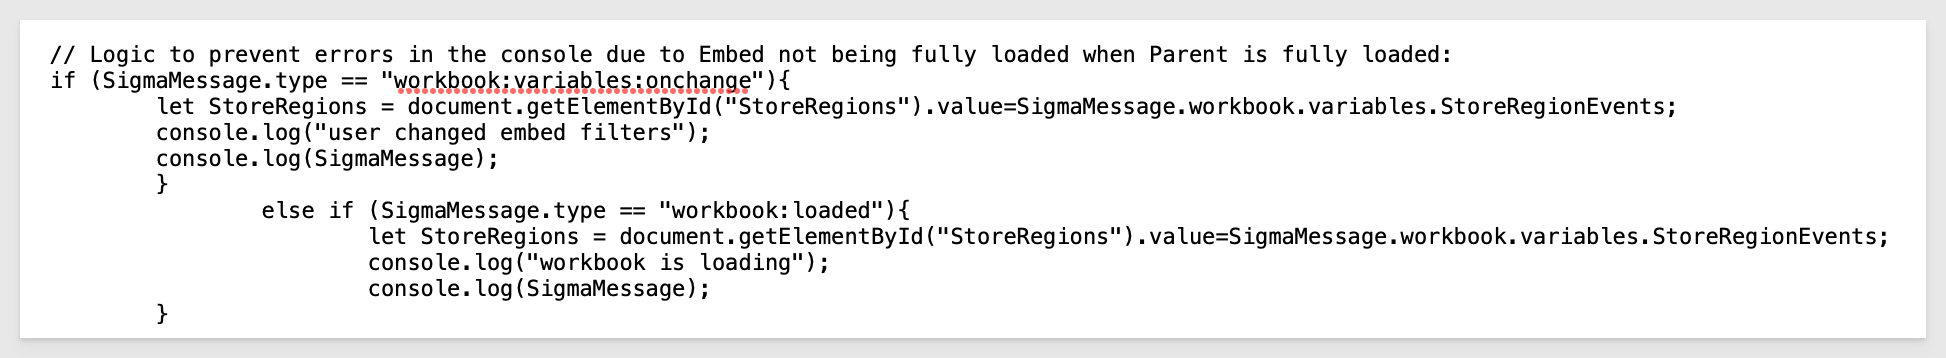 // Logic to prevent errors in the console due to Embed not being fully loaded when Parent is fully loaded:
if (SigmaMessage.type == "workbook:variables:onchange"){
        let StoreRegions = document.getElementById("StoreRegions").value=SigmaMessage.workbook.variables.StoreRegionEvents;
        console.log("user changed embed filters");
        console.log(SigmaMessage);
        }
                else if (SigmaMessage.type == "workbook:loaded"){
                        let StoreRegions = document.getElementById("StoreRegions").value=SigmaMessage.workbook.variables.StoreRegionEvents;
                        console.log("workbook is loading");
                        console.log(SigmaMessage);
        }